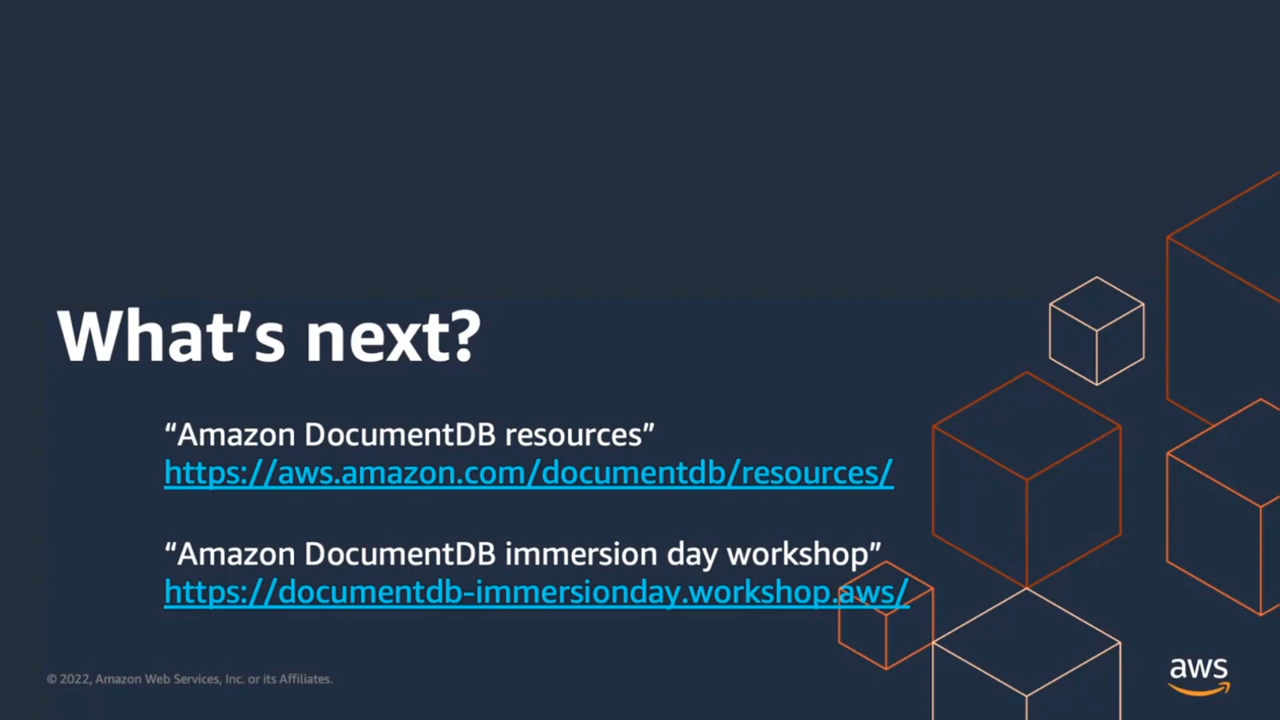 What’s next?
“Amazon DocumentDB resources”
https://aws.amazon.com/documentdb/resources/
“Amazon DocumentDB immersion day workshop”
https://documentdb-immersionday.workshop.aws/
© 2022, Amazon Web Services, Inc. or its Affiliates.
aws